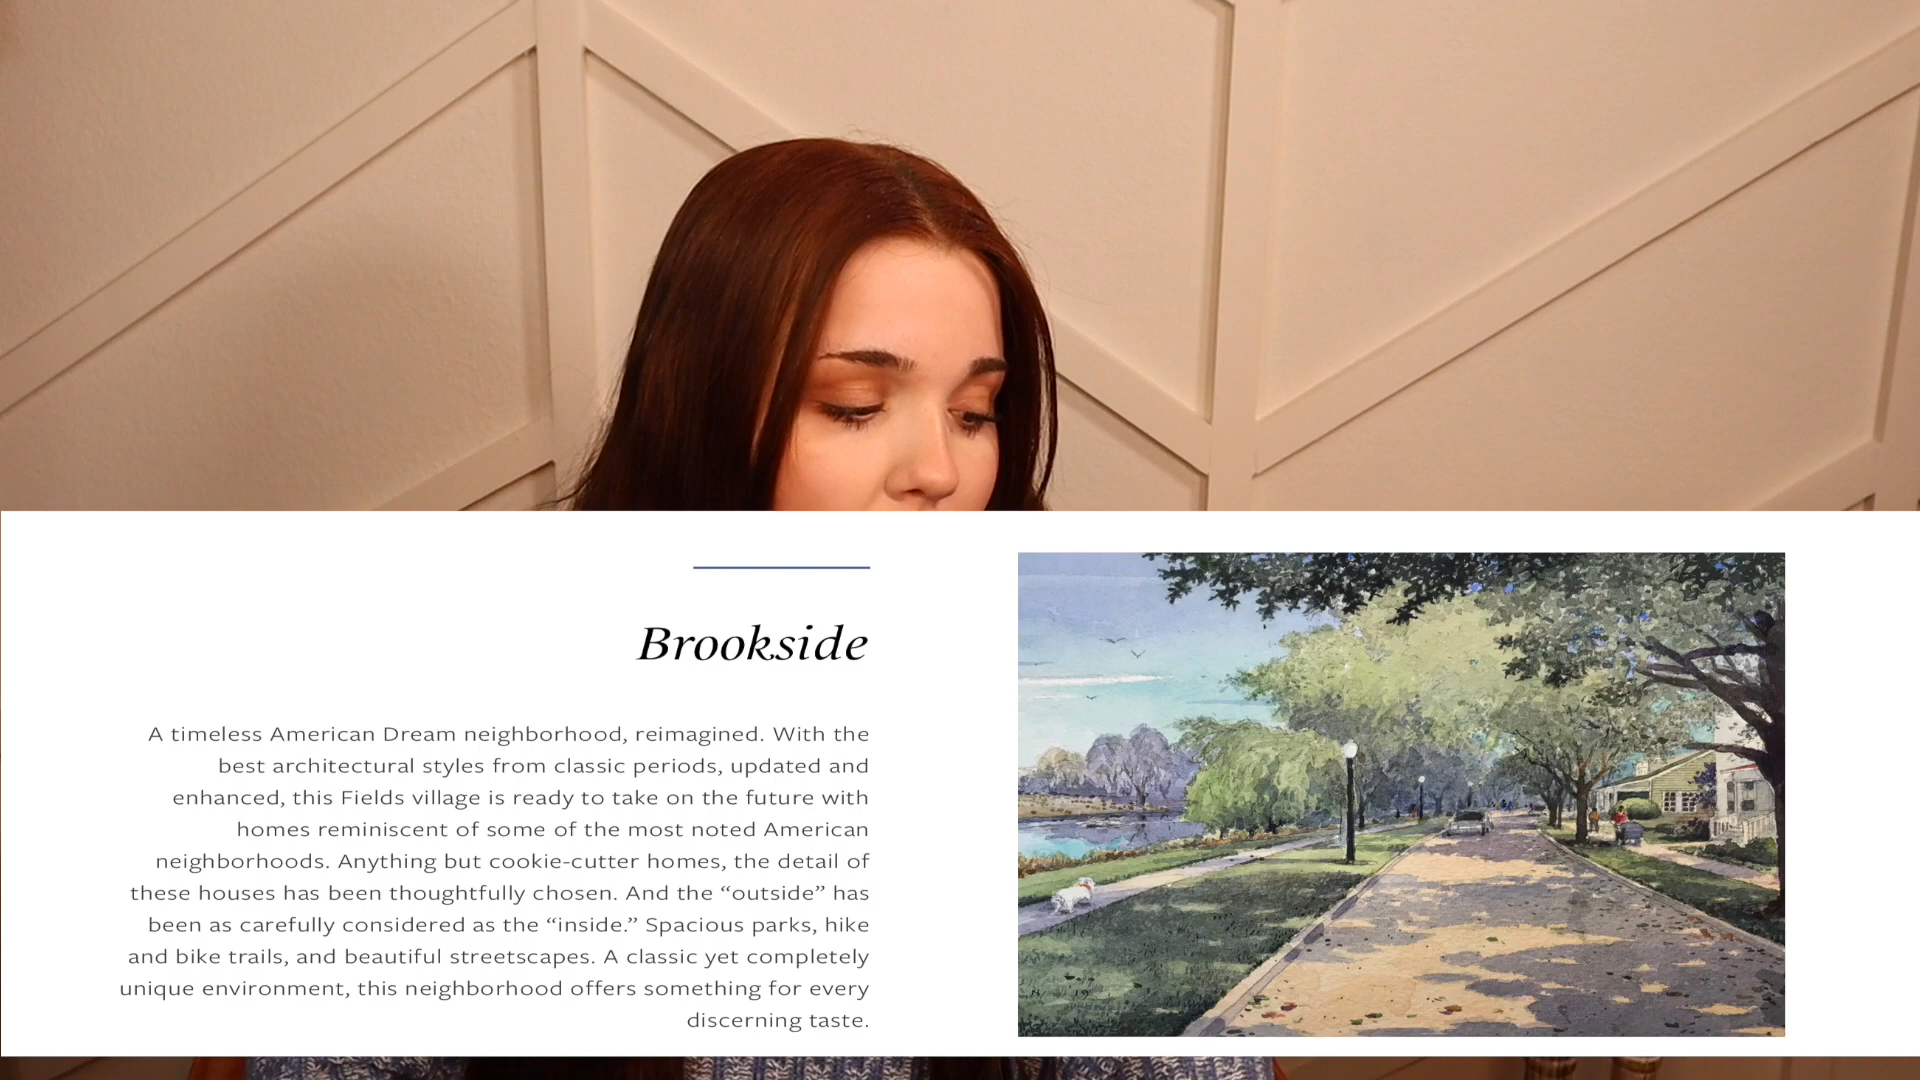 Brookside
A timeless American Dream neighborhood, reimagined. With the
best architectural styles from classic periods, updated and
enhanced, this Fields village is ready to take on the future with
homes reminiscent of some of the most noted American
neighborhoods. Anything but cookie-cutter homes, the detail of
these houses has been thoughtfully chosen. And the “outside” has
been as carefully considered as the “inside.” Spacious parks, hike
and bike trails, and beautiful streetscapes. A classic yet completely
unique environment, this neighborhood offers something for every
discerning taste.